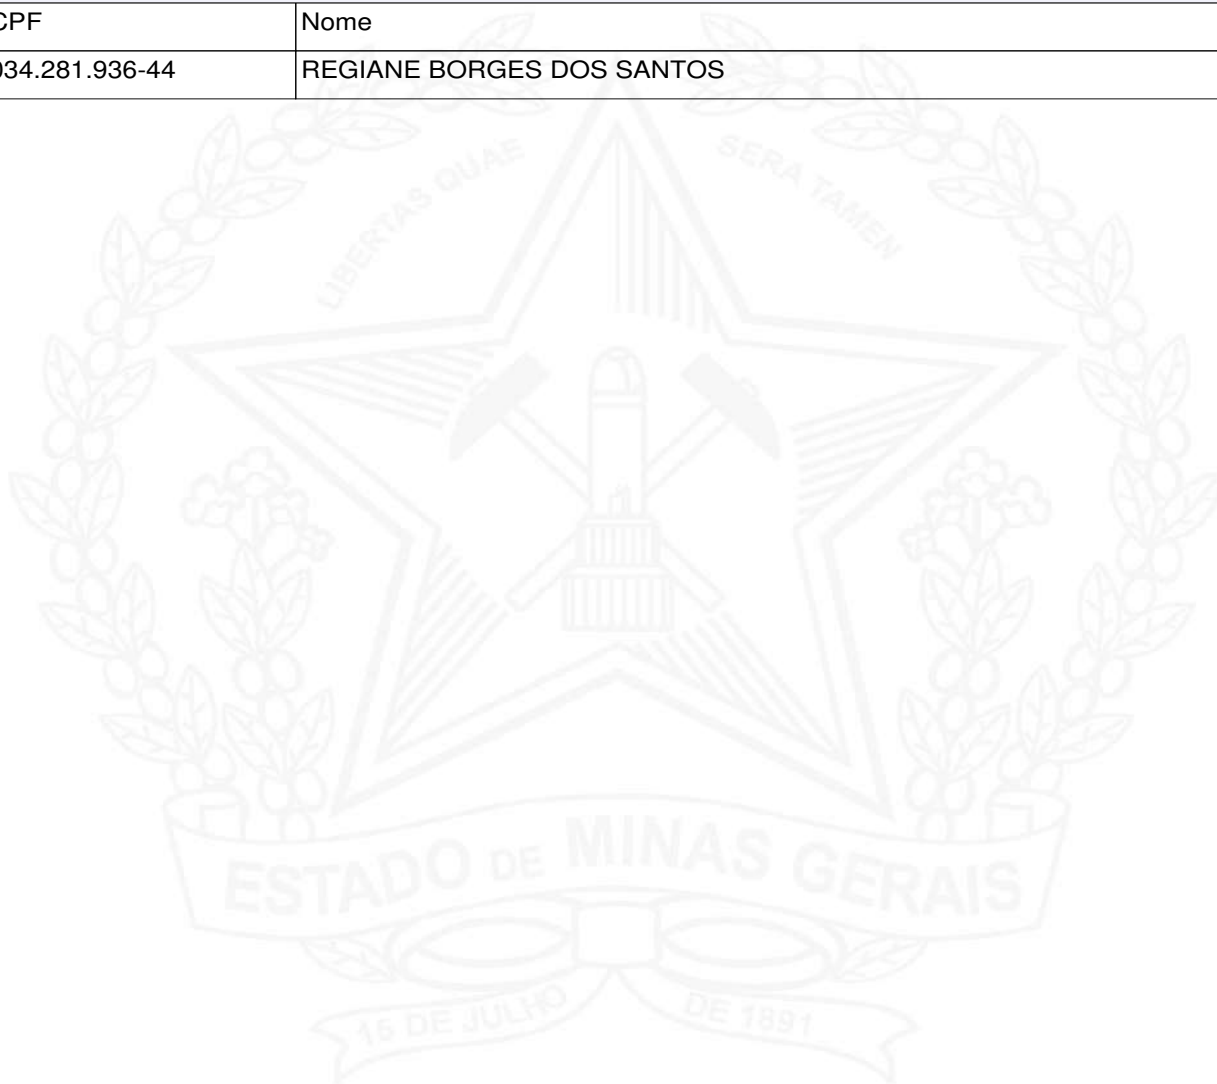 CPF Nome
034.281.936-44 REGIANE BORGES DOS SANTOS
LIBERTAS QUAE SERA TAMEN
ESTADO DE MINAS GERAIS
15 DE JULHO DE 1891